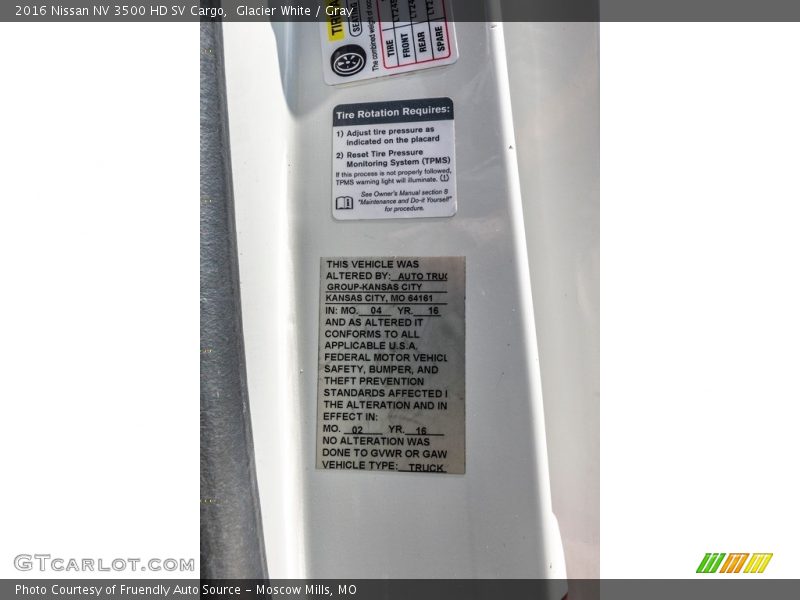 2016 Nissan NV 3500 HD SV Cargo,  Glacier White / Gray
TIRE
FRONT
REAR
SPARE
Tire Rotation Requires:
1) Adjust tire pressure as
indicated on the placard
2) Reset Tire Pressure
Monitoring System (TPMS)
If this process is not properly followed,
TPMS warning light will illuminate. (!)
See Owner's Manual section 8
"Maintenance and Do-it Yourself"
for procedure.
THIS VEHICLE WAS
ALTERED BY: AUTO TRUC
GROUP-KANSAS CITY
KANSAS CITY, MO 64161
IN: MO. 04 YR. 16
AND AS ALTERED IT
CONFORMS TO ALL
APPLICABLE U.S.A.
FEDERAL MOTOR VEHICL
SAFETY, BUMPER, AND
THEFT PREVENTION
STANDARDS AFFECTED
THE ALTERATION AND IN
EFFECT IN:
MO. 02 YR. 16
NO ALTERATION WAS
DONE TO GVWR OR GAW
VEHICLE TYPE: TRUCK
GTCARLOT.COM
Photo Courtesy of Fruendly Auto Source - Moscow Mills, MO